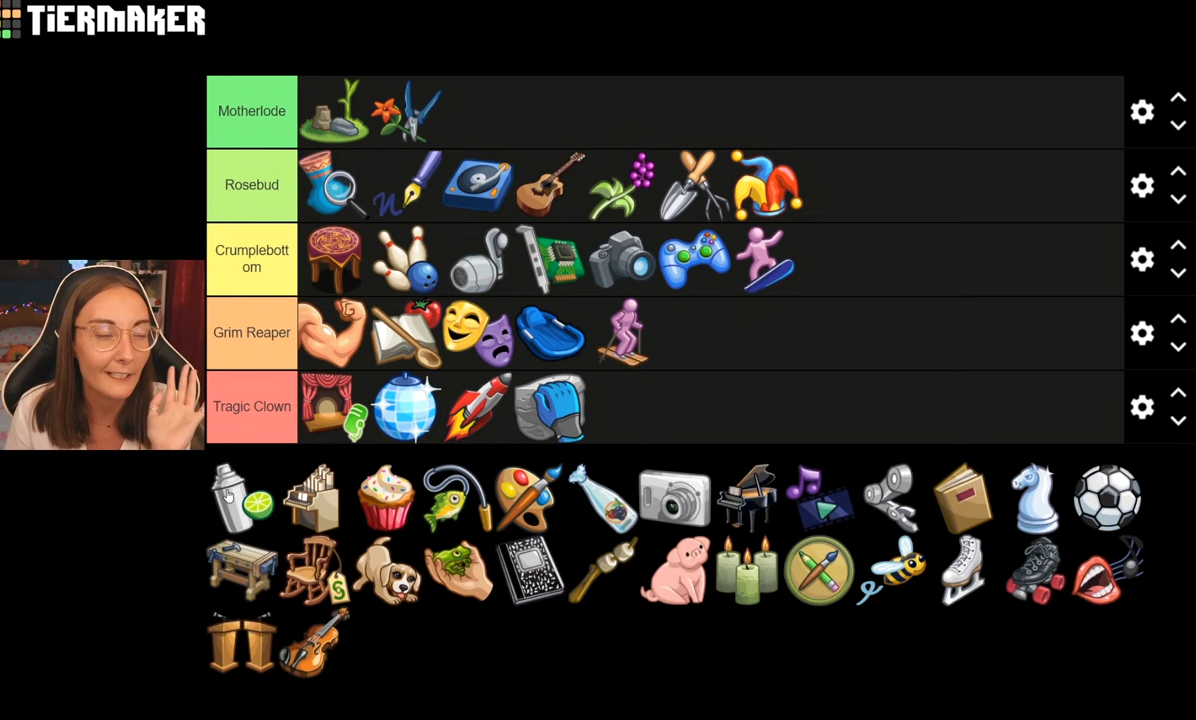 TiERMAKER
Motherlode
Rosebud
Crumplebott
om
Grim Reaper
Tragic Clown